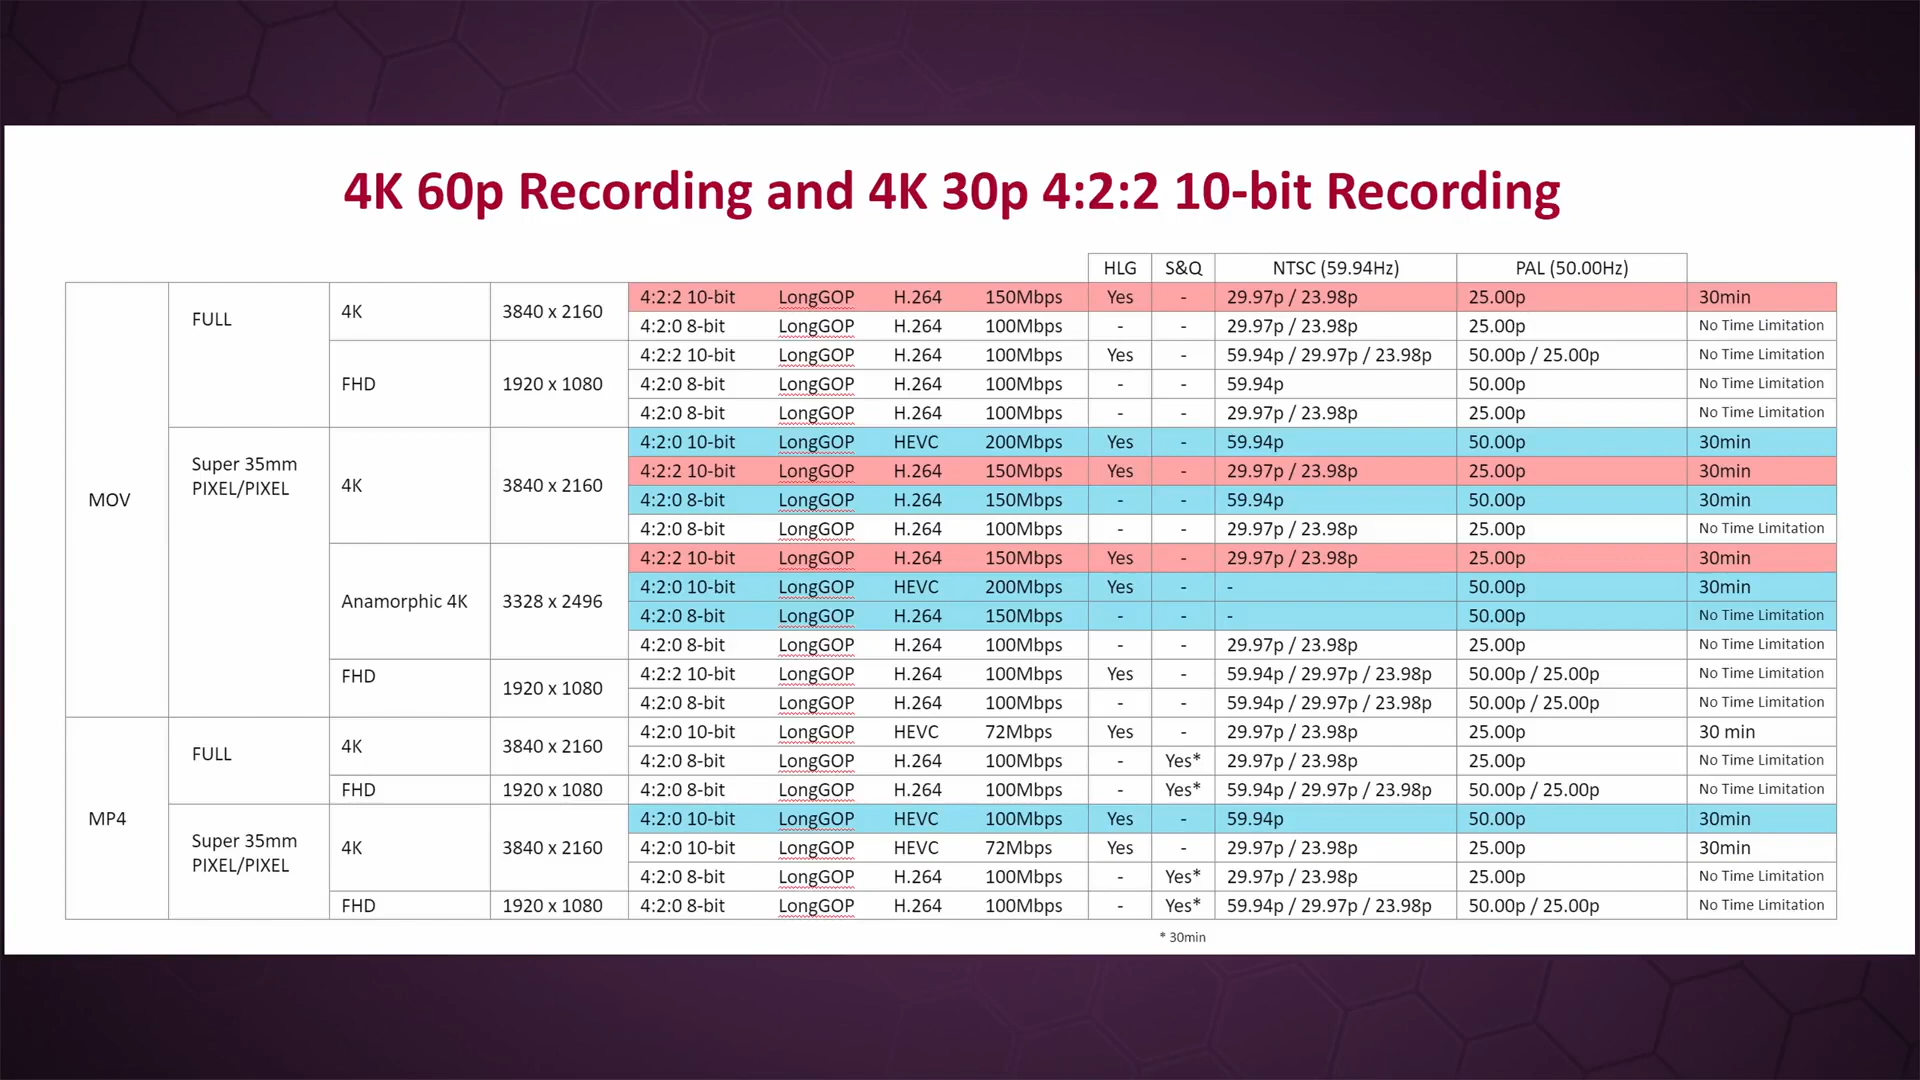 4K 60p Recording and 4K 30p 4:2:2 10-bit Recording
HLG S&Q NTSC (59.94Hz) PAL (50.00Hz)
MOV FULL 4K 3840 x 2160 4:2:2 10-bit LongGOP H.264 150Mbps Yes - 29.97p / 23.98p 25.00p 30min
4:2:0 8-bit LongGOP H.264 100Mbps - - 29.97p / 23.98p 25.00p No Time Limitation
FHD 1920 x 1080 4:2:2 10-bit LongGOP H.264 100Mbps Yes - 59.94p / 29.97p / 23.98p 50.00p / 25.00p No Time Limitation
4:2:0 8-bit LongGOP H.264 100Mbps - - 59.94p 50.00p No Time Limitation
4:2:0 8-bit LongGOP H.264 100Mbps - - 29.97p / 23.98p 25.00p No Time Limitation
Super 35mm PIXEL/PIXEL 4K 3840 x 2160 4:2:0 10-bit LongGOP HEVC 200Mbps Yes - 59.94p 50.00p 30min
4:2:2 10-bit LongGOP H.264 150Mbps Yes - 29.97p / 23.98p 25.00p 30min
4:2:0 8-bit LongGOP H.264 150Mbps - - 59.94p 50.00p 30min
4:2:0 8-bit LongGOP H.264 100Mbps - - 29.97p / 23.98p 25.00p No Time Limitation
Anamorphic 4K 3328 x 2496 4:2:2 10-bit LongGOP H.264 150Mbps Yes - 29.97p / 23.98p 25.00p 30min
4:2:0 10-bit LongGOP HEVC 200Mbps Yes - - 50.00p 30min
4:2:0 8-bit LongGOP H.264 150Mbps - - - 50.00p No Time Limitation
4:2:0 8-bit LongGOP H.264 100Mbps - - 29.97p / 23.98p 25.00p No Time Limitation
FHD 1920 x 1080 4:2:2 10-bit LongGOP H.264 100Mbps Yes - 59.94p / 29.97p / 23.98p 50.00p / 25.00p No Time Limitation
4:2:0 8-bit LongGOP H.264 100Mbps - - 59.94p / 29.97p / 23.98p 50.00p / 25.00p No Time Limitation
MP4 FULL 4K 3840 x 2160 4:2:0 10-bit LongGOP HEVC 72Mbps Yes - 29.97p / 23.98p 25.00p 30 min
4:2:0 8-bit LongGOP H.264 100Mbps - Yes* 29.97p / 23.98p 25.00p No Time Limitation
FHD 1920 x 1080 4:2:0 8-bit LongGOP H.264 100Mbps - Yes* 59.94p / 29.97p / 23.98p 50.00p / 25.00p No Time Limitation
Super 35mm PIXEL/PIXEL 4K 3840 x 2160 4:2:0 10-bit LongGOP HEVC 100Mbps Yes - 59.94p 50.00p 30min
4:2:0 10-bit LongGOP HEVC 72Mbps Yes - 29.97p / 23.98p 25.00p 30min
4:2:0 8-bit LongGOP H.264 100Mbps - Yes* 29.97p / 23.98p 25.00p No Time Limitation
FHD 1920 x 1080 4:2:0 8-bit LongGOP H.264 100Mbps - Yes* 59.94p / 29.97p / 23.98p 50.00p / 25.00p No Time Limitation
* 30min